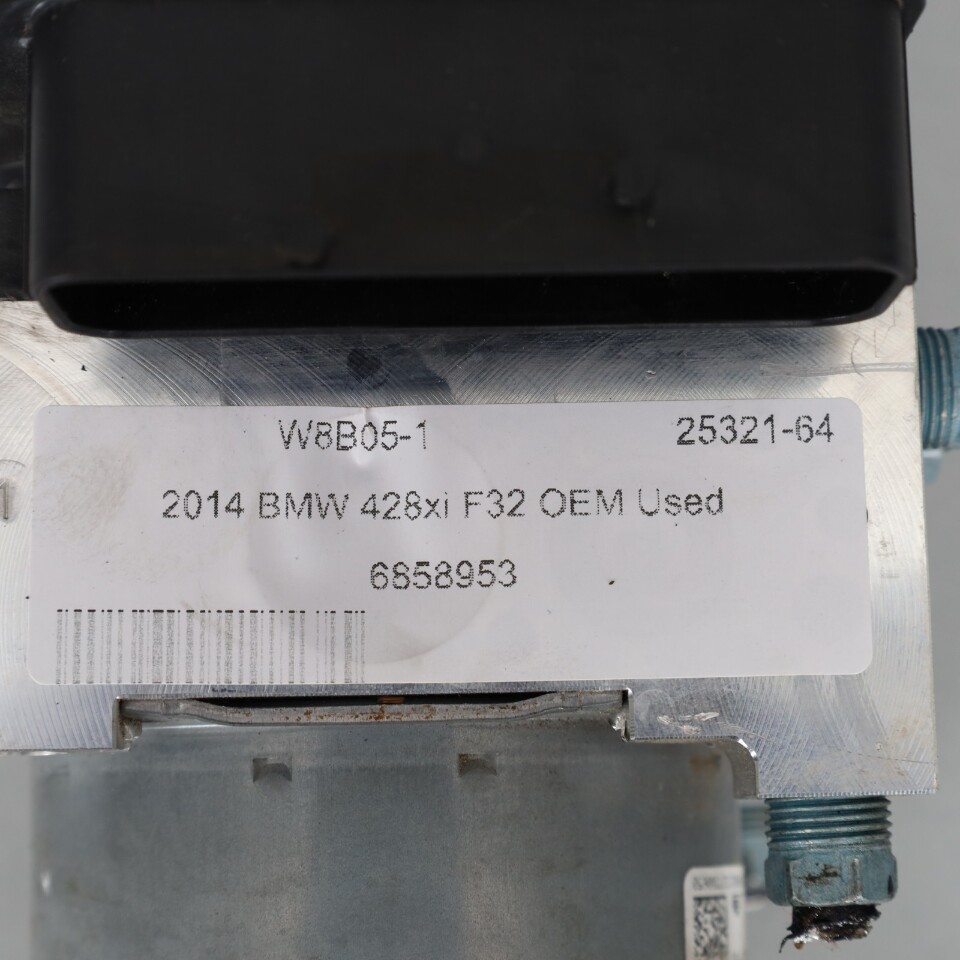 W8B05-1 25321-64
2014 BMW 428xi F32 OEM Used
6858953